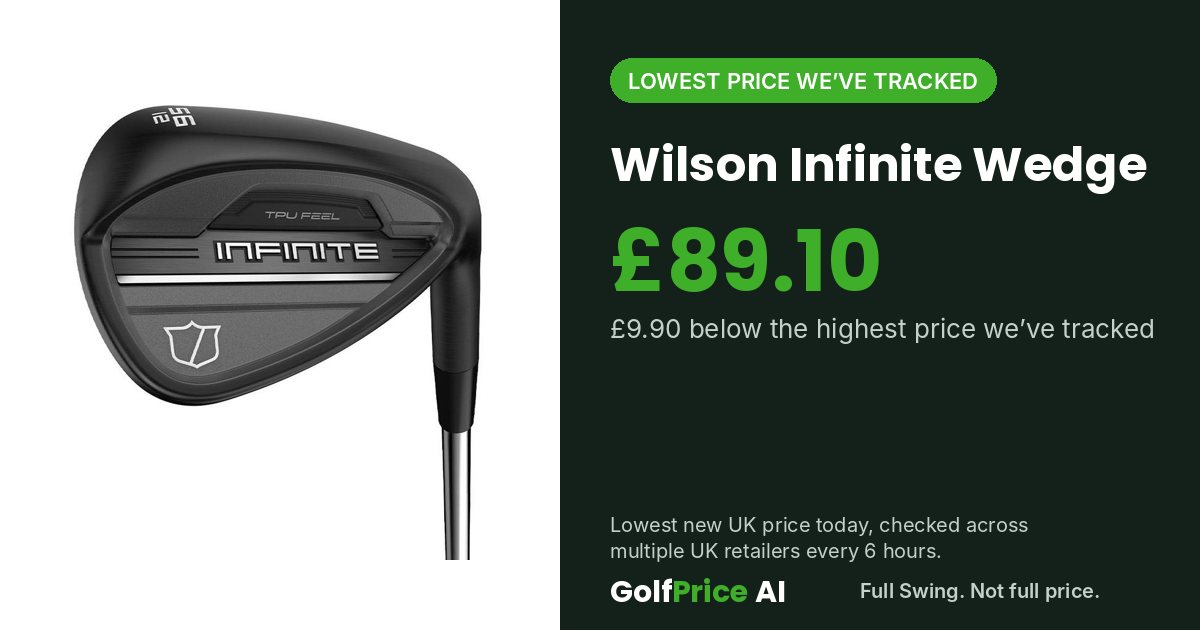 56
12
TPU FEEL
INFINITE
LOWEST PRICE WE’VE TRACKED
Wilson Infinite Wedge
£89.10
£9.90 below the highest price we’ve tracked
Lowest new UK price today, checked across
multiple UK retailers every 6 hours.
GolfPrice AI
Full Swing. Not full price.